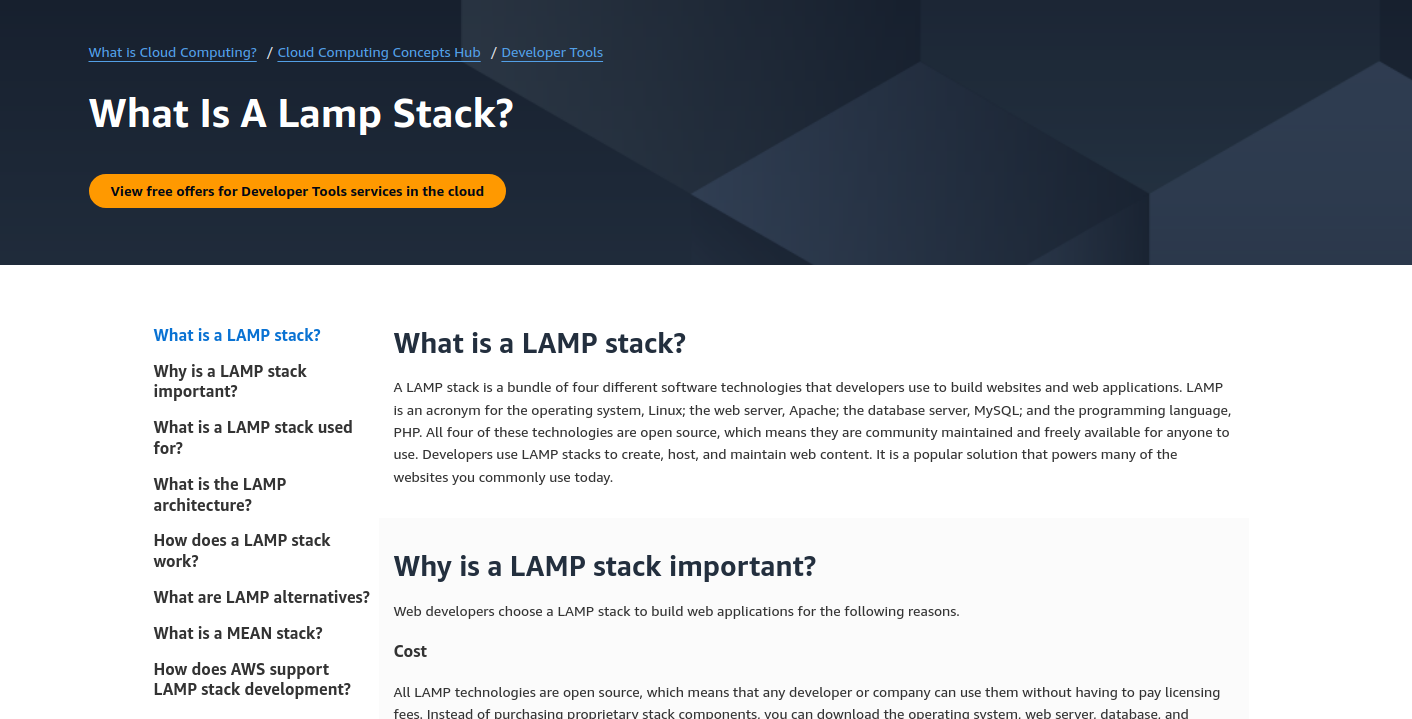 What is Cloud Computing? / Cloud Computing Concepts Hub / Developer Tools
What Is A Lamp Stack?
View free offers for Developer Tools services in the cloud
What is a LAMP stack?
Why is a LAMP stack
important?
What is a LAMP stack used
for?
What is the LAMP
architecture?
How does a LAMP stack
work?
What are LAMP alternatives?
What is a MEAN stack?
How does AWS support
LAMP stack development?
What is a LAMP stack?
A LAMP stack is a bundle of four different software technologies that developers use to build websites and web applications. LAMP
is an acronym for the operating system, Linux; the web server, Apache; the database server, MySQL; and the programming language,
PHP. All four of these technologies are open source, which means they are community maintained and freely available for anyone to
use. Developers use LAMP stacks to create, host, and maintain web content. It is a popular solution that powers many of the
websites you commonly use today.
Why is a LAMP stack important?
Web developers choose a LAMP stack to build web applications for the following reasons.
Cost
All LAMP technologies are open source, which means that any developer or company can use them without having to pay licensing
fees. Instead of purchasing proprietary stack components, you can download the operating system, web server, database, and